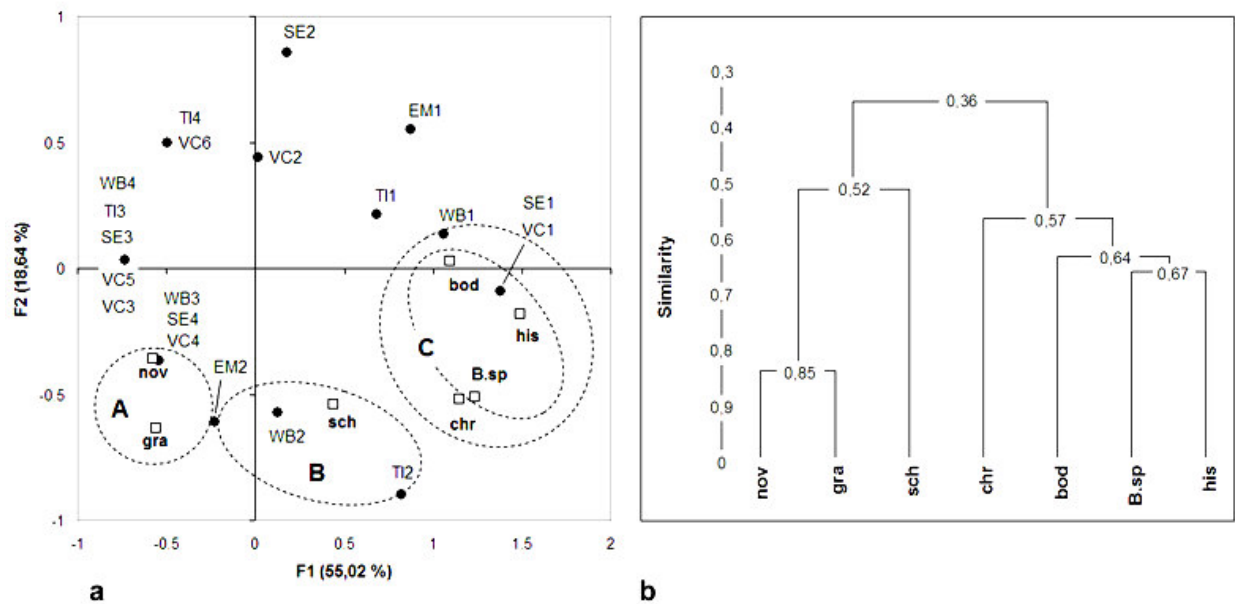 1
SE2
TI4
EM1
0.5
VC6
VC2
WB4
TI3
TI1
SE1
SE3
WB1
VC1
0
VC5
WB3
bod
VC3
SE4
his
VC4
C
nov
EM2
B.sp
-0.5
A
sch
chr
gra
WB2
B
TI2
-1
-1
-0.5
0
0.5
1
1.5
2
F2 (18,64 %)
F1 (55,02 %)
a
Similarity
0,3
0,4
0,5
0,6
0,7
0,8
0,9
0
0,36
0,52
0,57
0,64
0,67
0,85
nov
gra
sch
chr
bod
B.sp
his
b